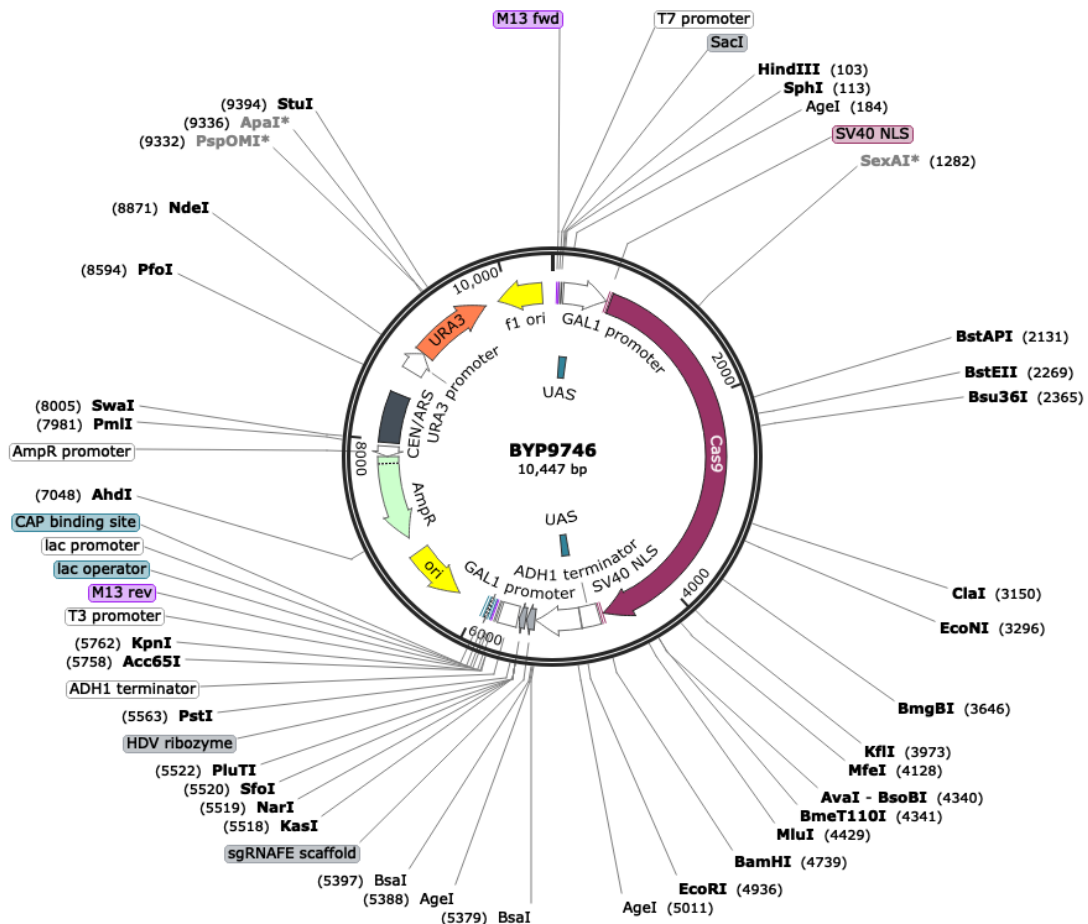 M13 fwd
T7 promoter
SacI
HindIII (103)
SphI (113)
AgeI (184)
SV40 NLS
SexAI* (1282)
BstAPI (2131)
BstEII (2269)
Bsu36I (2365)
ClaI (3150)
EcoNI (3296)
BmgBI (3646)
KflI (3973)
MfeI (4128)
AvaI - BsoBI (4340)
BmeT110I (4341)
MluI (4429)
BamHI (4739)
EcoRI (4936)
AgeI (5011)
(5379) BsaI
(5388) AgeI
(5397) BsaI
sgRNAFE scaffold
(5518) KasI
(5519) NarI
(5520) SfoI
(5522) PluTI
HDV ribozyme
(5563) PstI
ADH1 terminator
(5758) Acc65I
(5762) KpnI
T3 promoter
M13 rev
lac operator
lac promoter
CAP binding site
(7048) AhdI
AmpR promoter
(7981) PmlI
(8005) SwaI
(8594) PfoI
(8871) NdeI
(9332) PspOMI*
(9336) ApaI*
(9394) StuI
10,000
2000
4000
6000
8000
f1 ori
GAL1 promoter
UAS
URA3
URA3 promoter
CEN/ARS
AmpR
ori
Cas9
BYP9746
10,447 bp
UAS
GAL1 promoter
ADH1 terminator
SV40 NLS